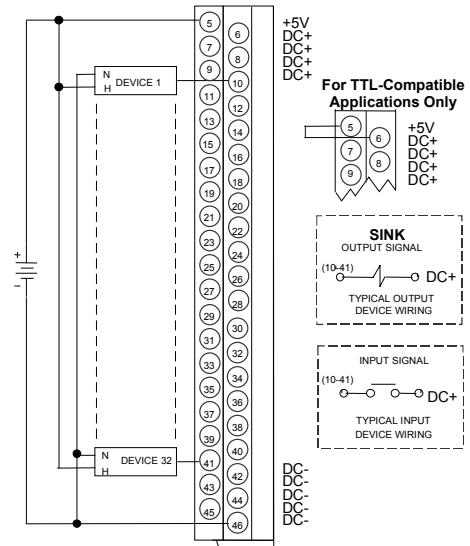 5
6
7
8
9
10
11
12
13
14
15
16
17
18
19
20
21
22
23
24
25
26
27
28
29
30
31
32
33
34
35
36
37
38
39
40
41
42
43
44
45
46
+5V
DC+
DC+
DC+
DC+
N
H
DEVICE 1
N
H
DEVICE 32
+
–
DC-
DC-
DC-
DC-
DC-
For TTL-Compatible
Applications Only
5
6
7
8
9
+5V
DC+
DC+
DC+
DC+
SINK
OUTPUT SIGNAL
(10-41)
DC+
TYPICAL OUTPUT
DEVICE WIRING
INPUT SIGNAL
(10-41)
DC+
TYPICAL INPUT
DEVICE WIRING